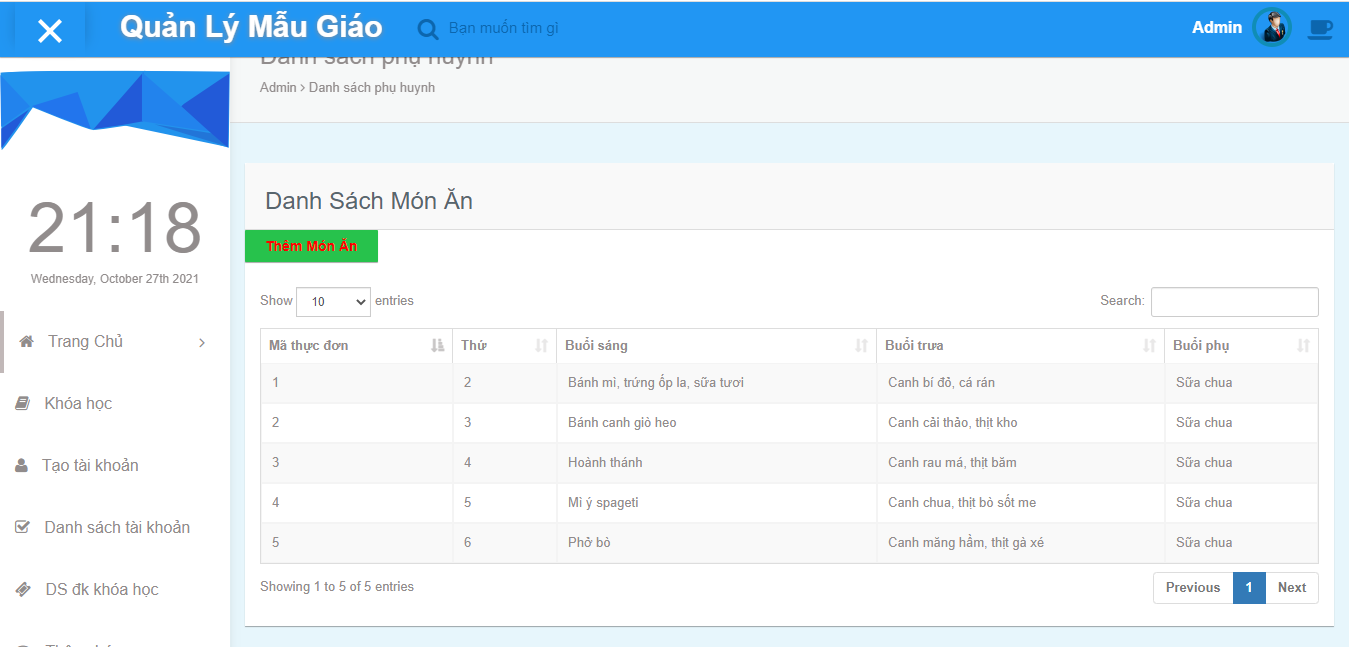 Quản Lý Mẫu Giáo
Bạn muốn tìm gì
Admin
Danh sách phụ huynh
Admin > Danh sách phụ huynh
21:18
Wednesday, October 27th 2021
Trang Chủ
Khóa học
Tạo tài khoản
Danh sách tài khoản
DS đk khóa học
Danh Sách Món Ăn
Thêm Món Ăn
Show 10 entries Search:
Mã thực đơn Thứ Buổi sáng Buổi trưa Buổi phụ
1 2 Bánh mì, trứng ốp la, sữa tươi Canh bí đỏ, cá rán Sữa chua
2 3 Bánh canh giò heo Canh cải thảo, thịt kho Sữa chua
3 4 Hoành thánh Canh rau má, thịt băm Sữa chua
4 5 Mì ý spageti Canh chua, thịt bò sốt me Sữa chua
5 6 Phở bò Canh măng hầm, thịt gà xé Sữa chua
Showing 1 to 5 of 5 entries
Previous 1 Next